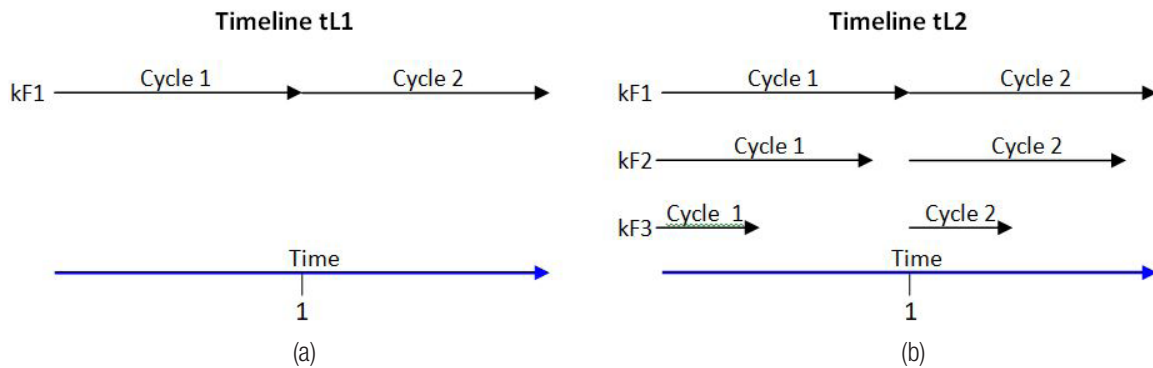 Timeline tL1
kF1 Cycle 1 Cycle 2
Time
1
(a)
Timeline tL2
kF1 Cycle 1 Cycle 2
kF2 Cycle 1 Cycle 2
kF3 Cycle 1 Cycle 2
Time
1
(b)